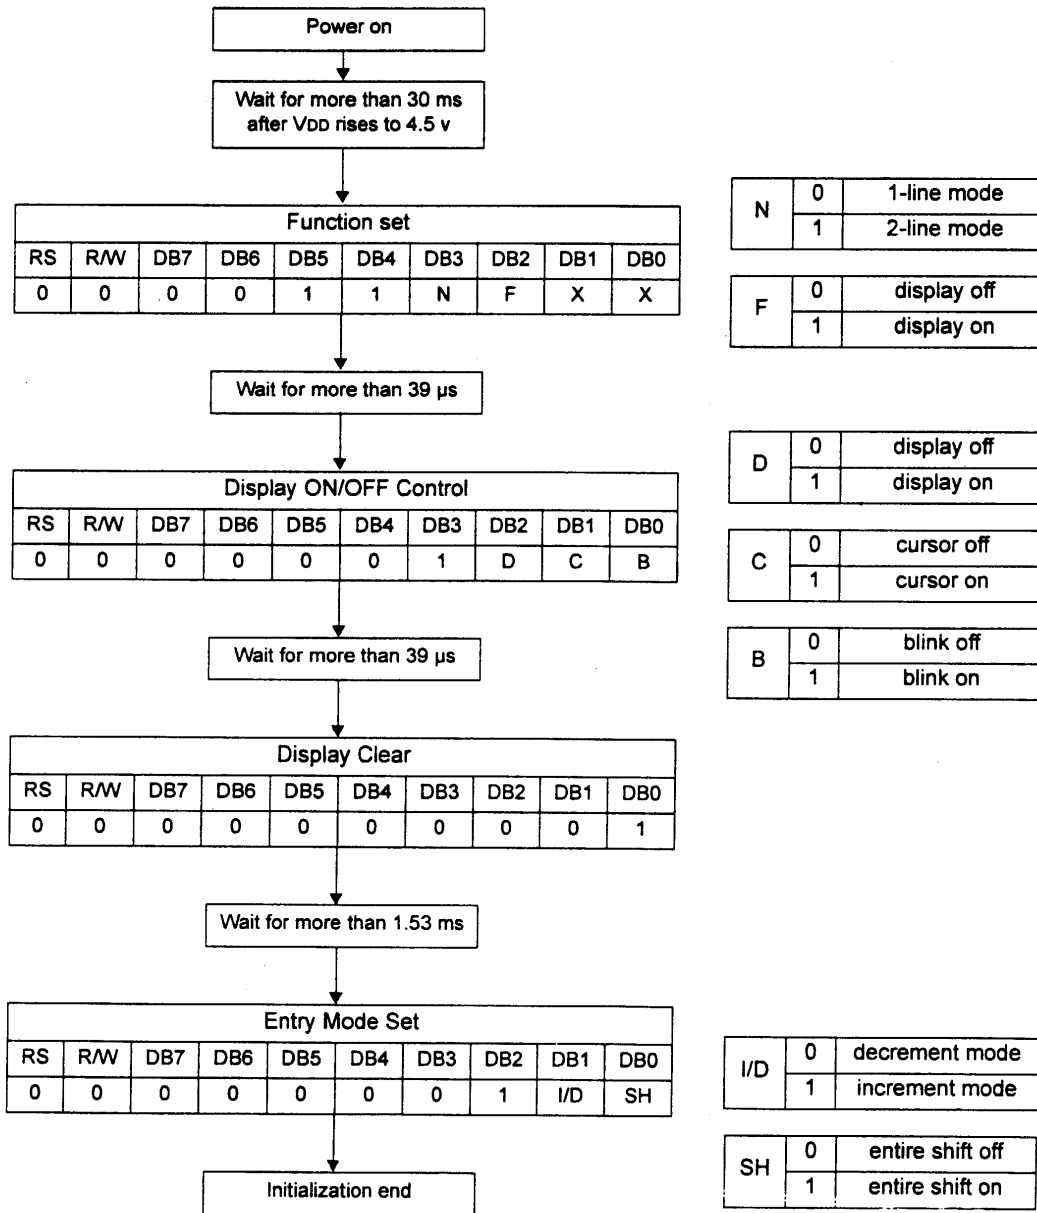 Power on
Wait for more than 30 ms
after VDD rises to 4.5 v
Function set
RS R/W DB7 DB6 DB5 DB4 DB3 DB2 DB1 DB0
0 0 0 0 1 1 N F X X
N 0 1-line mode
1 2-line mode
F 0 display off
1 display on
Wait for more than 39 µs
Display ON/OFF Control
RS R/W DB7 DB6 DB5 DB4 DB3 DB2 DB1 DB0
0 0 0 0 0 0 1 D C B
D 0 display off
1 display on
C 0 cursor off
1 cursor on
B 0 blink off
1 blink on
Wait for more than 39 µs
Display Clear
RS R/W DB7 DB6 DB5 DB4 DB3 DB2 DB1 DB0
0 0 0 0 0 0 0 0 0 1
Wait for more than 1.53 ms
Entry Mode Set
RS R/W DB7 DB6 DB5 DB4 DB3 DB2 DB1 DB0
0 0 0 0 0 0 0 1 I/D SH
I/D 0 decrement mode
1 increment mode
SH 0 entire shift off
1 entire shift on
Initialization end